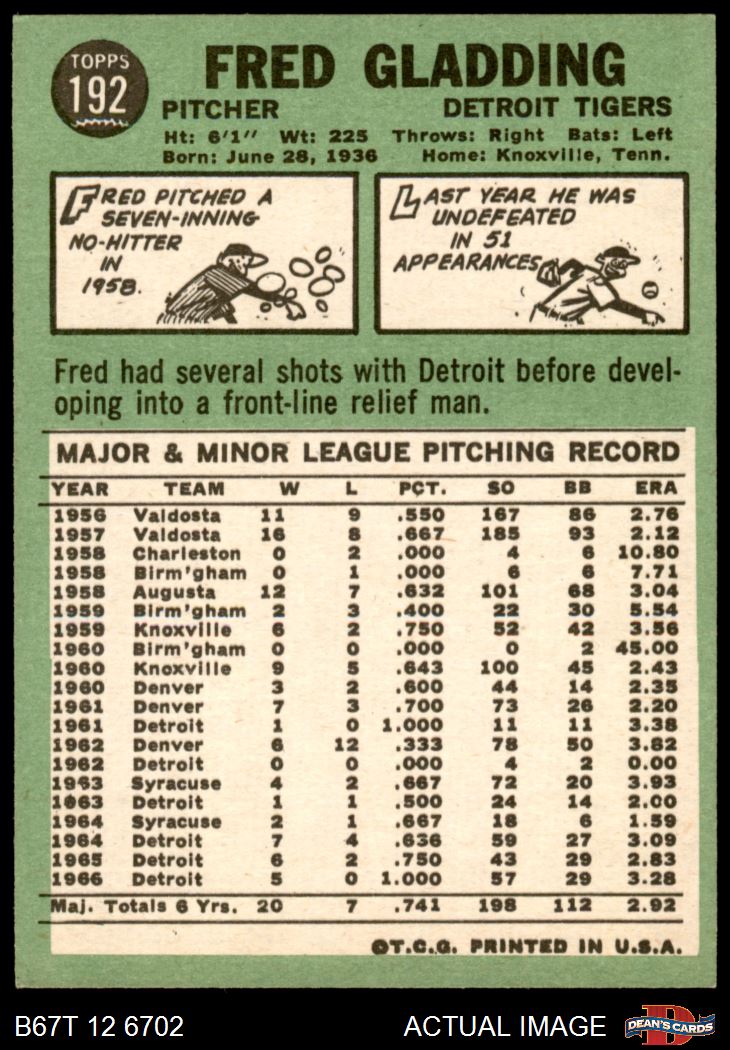 TOPPS
192
FRED GLADDING
PITCHER DETROIT TIGERS
Ht: 6'1" Wt: 225 Throws: Right Bats: Left
Born: June 28, 1936 Home: Knoxville, Tenn.
FRED PITCHED A
SEVEN-INNING
NO-HITTER
IN
1958.
LAST YEAR HE WAS
UNDEFEATED
IN 51
APPEARANCES
Fred had several shots with Detroit before devel-
oping into a front-line relief man.
MAJOR & MINOR LEAGUE PITCHING RECORD
YEAR TEAM W L PCT. SO BB ERA
1956 Valdosta 11 9 .550 167 86 2.76
1957 Valdosta 16 8 .667 185 93 2.12
1958 Charleston 0 2 .000 4 6 10.80
1958 Birm'gham 0 1 .000 6 6 7.71
1958 Augusta 12 7 .632 101 68 3.04
1959 Birm'gham 2 3 .400 22 30 5.54
1959 Knoxville 6 2 .750 52 42 3.56
1960 Birm'gham 0 0 .000 0 2 45.00
1960 Knoxville 9 5 .643 100 45 2.43
1960 Denver 3 2 .600 44 14 2.35
1961 Denver 7 3 .700 73 26 2.20
1961 Detroit 1 0 1.000 11 11 3.38
1962 Denver 6 12 .333 78 50 3.82
1962 Detroit 0 0 .000 4 2 0.00
1963 Syracuse 4 2 .667 72 20 3.93
1963 Detroit 1 1 .500 24 14 2.00
1964 Syracuse 2 1 .667 18 6 1.59
1964 Detroit 7 4 .636 59 27 3.09
1965 Detroit 6 2 .750 43 29 2.83
1966 Detroit 5 0 1.000 57 29 3.28
Maj. Totals 6 Yrs. 20 7 .741 198 112 2.92
©T.C.G. PRINTED IN U.S.A.
B67T 12 6702 ACTUAL IMAGE DEAN'S CARDS